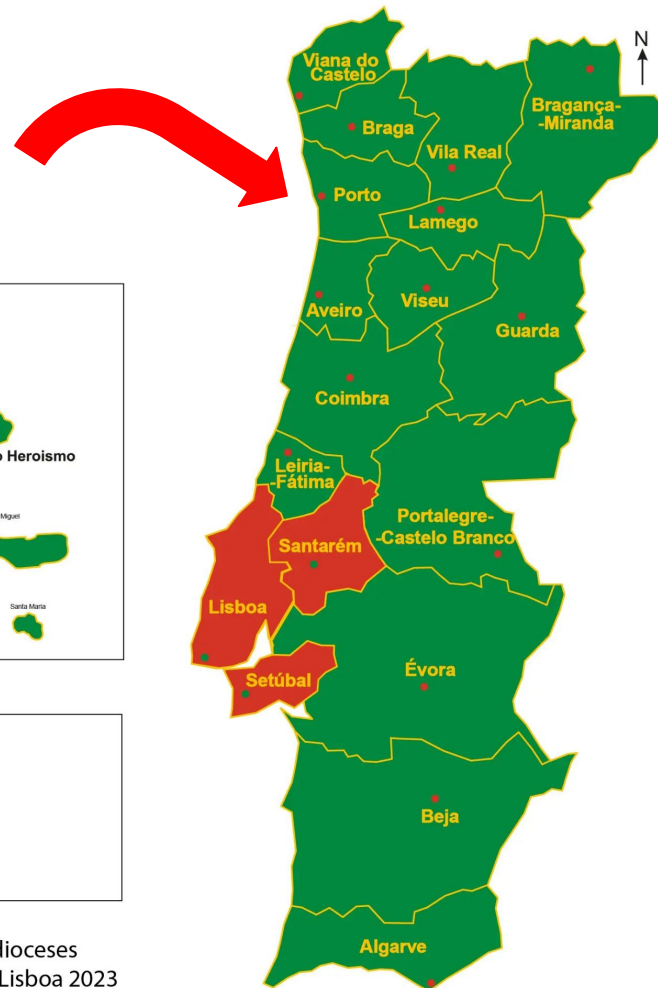 N
Viana do
Castelo
Bragança-
-Miranda
Braga
Vila Real
Porto
Lamego
Aveiro
Viseu
Guarda
Coimbra
o Heroismo
Leiria-
-Fátima
Miguel
Portalegre-
-Castelo Branco
Santarém
Santa Maria
Lisboa
Setúbal
Évora
Beja
Algarve
dioceses
Lisboa 2023